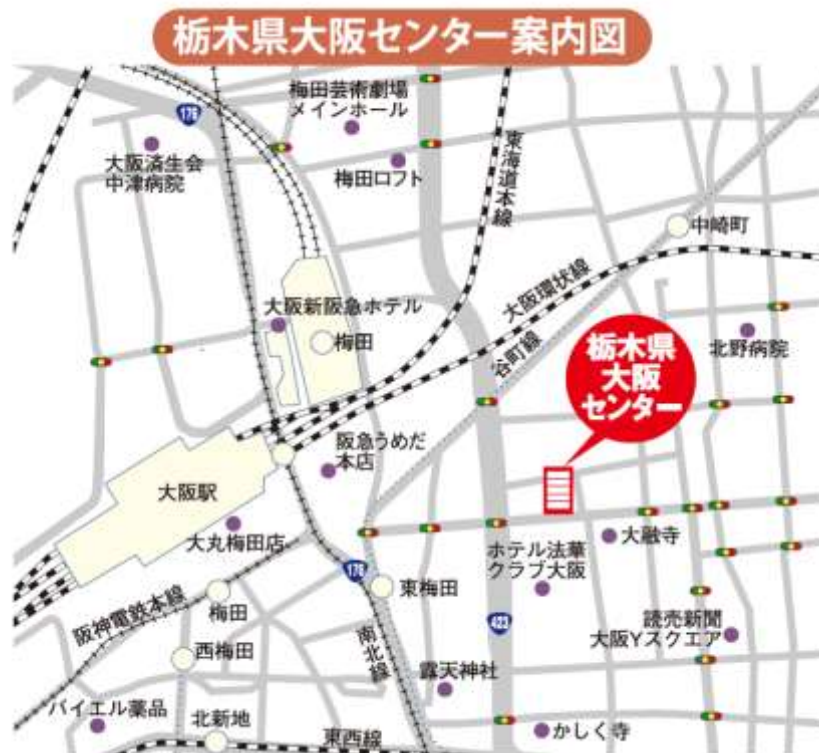 栃木県大阪センター案内図
176
梅田芸術劇場
メインホール
大阪済生会
中津病院
梅田ロフト
東海道本線
中崎町
大阪環状線
大阪新阪急ホテル
梅田
谷町線
北野病院
栃木県
大阪
センター
阪急うめだ
本店
大阪駅
大丸梅田店
大融寺
ホテル法華
クラブ大阪
176
東梅田
梅田
阪神電鉄本線
423
読売新聞
大阪Yスクエア
南北線
西梅田
露天神社
バイエル薬品
北新地
東西線
かしく寺